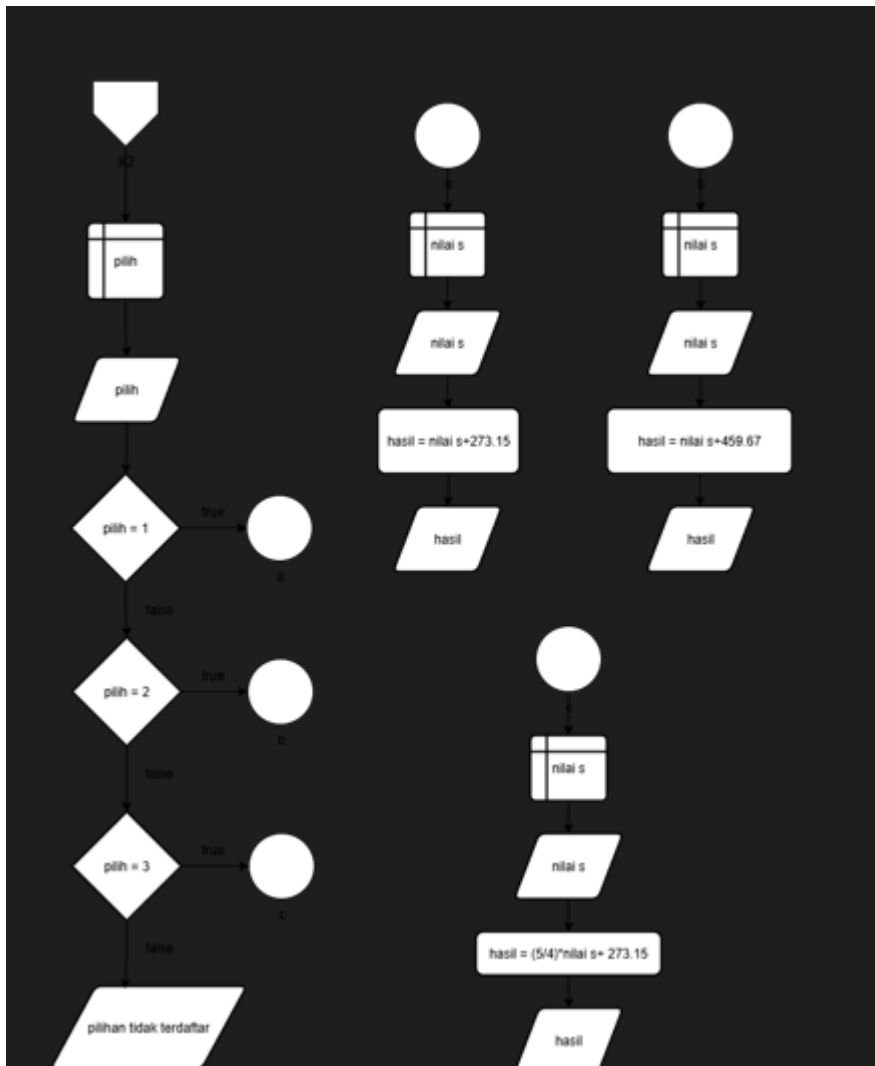 K2
pilih
pilih
pilih = 1
true
a
false
pilih = 2
true
b
false
pilih = 3
true
c
false
pilihan tidak terdaftar
a
nilai s
nilai s
hasil = nilai s+273.15
hasil
b
nilai s
nilai s
hasil = nilai s+459.67
hasil
c
nilai s
nilai s
hasil = (5/4)*nilai s+ 273.15
hasil